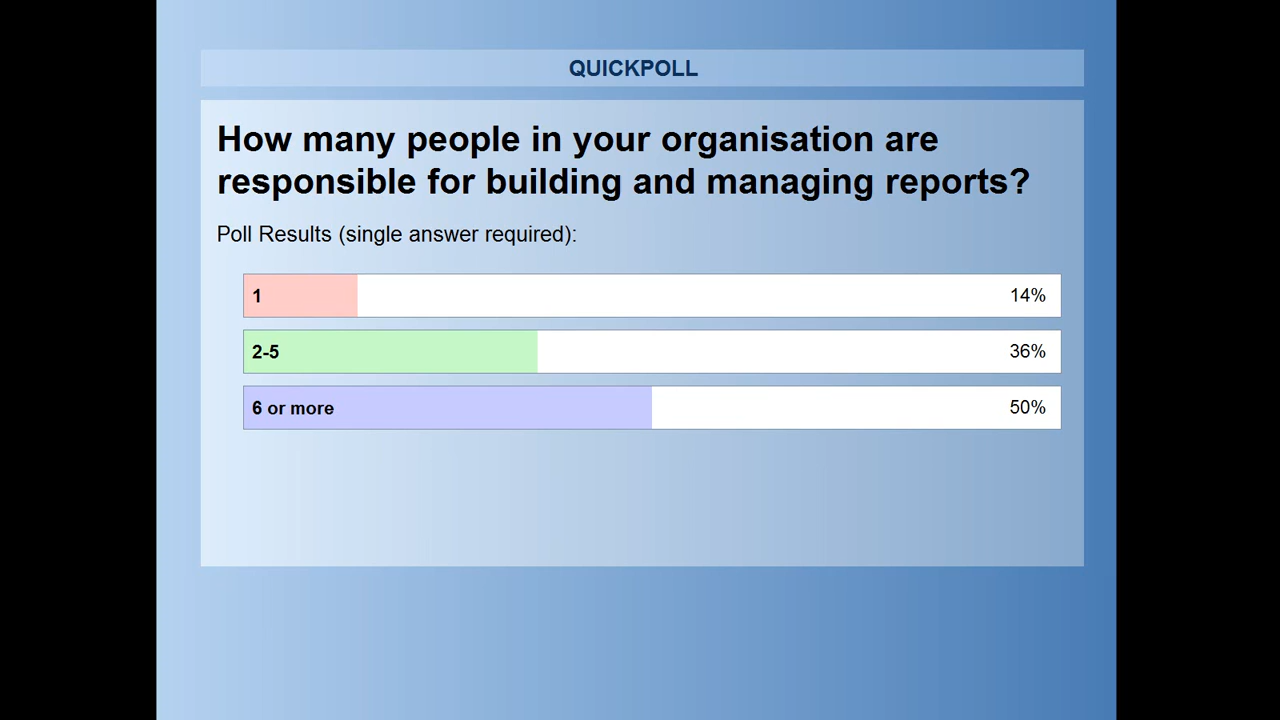 QUICKPOLL
How many people in your organisation are
responsible for building and managing reports?
Poll Results (single answer required):
1 14%
2-5 36%
6 or more 50%